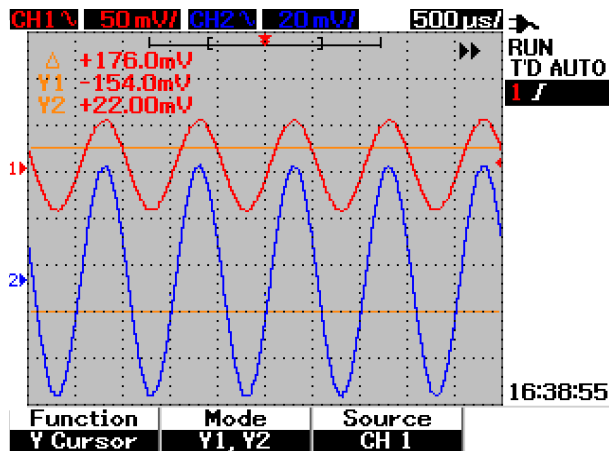 CH1 50 mV/ CH2 20 mV/ 500 µs/
RUN
T'D AUTO
1
Δ +176.0mV
Y1 -154.0mV
Y2 +22.00mV
1
2
16:38:55
Function Mode Source
Y Cursor Y1,Y2 CH 1